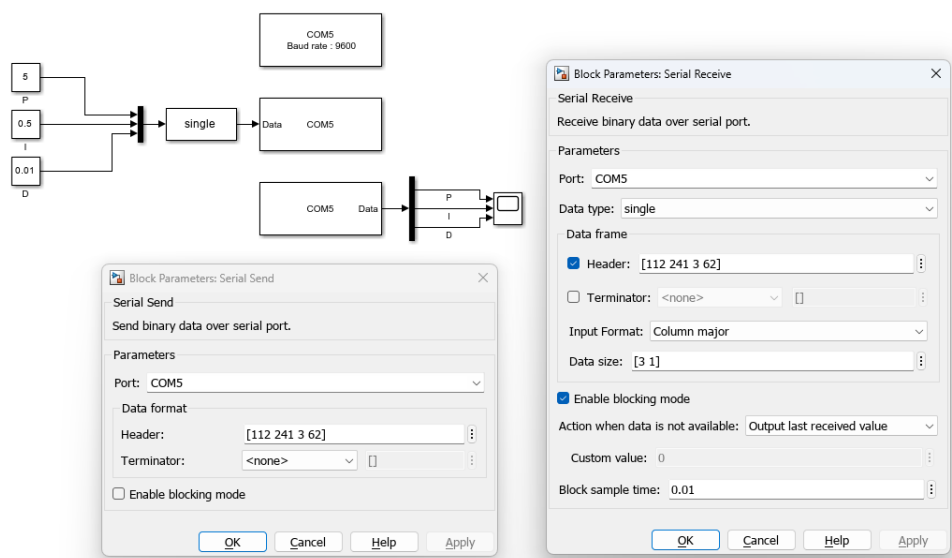 COM5
Baud rate : 9600
5
P
0.5
I
0.01
D
single
Data COM5
COM5 Data
P
I
D
Block Parameters: Serial Send
Serial Send
Send binary data over serial port.
Parameters
Port: COM5
Data format
Header: [112 241 3 62]
Terminator: <none> []
Enable blocking mode
OK Cancel Help Apply
Block Parameters: Serial Receive
Serial Receive
Receive binary data over serial port.
Parameters
Port: COM5
Data type: single
Data frame
Header: [112 241 3 62]
Terminator: <none> []
Input Format: Column major
Data size: [3 1]
Enable blocking mode
Action when data is not available: Output last received value
Custom value: 0
Block sample time: 0.01
OK Cancel Help Apply